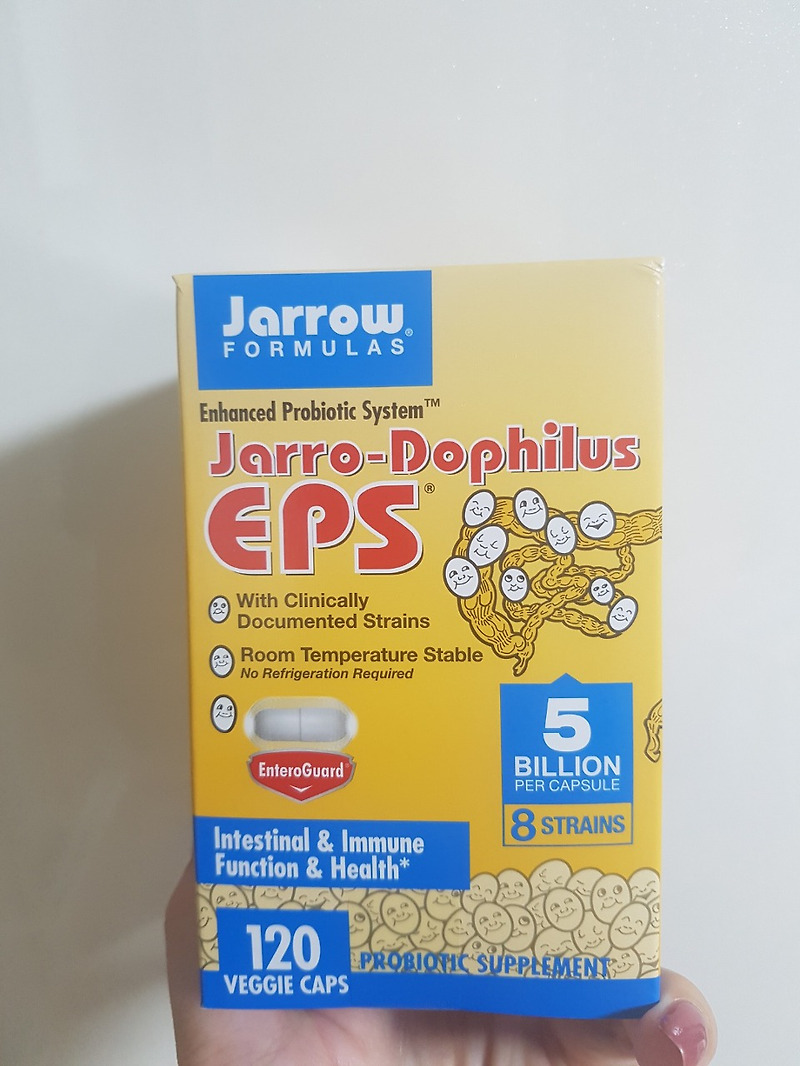 Jarrow®
FORMULAS
Enhanced Probiotic System™
Jarro-Dophilus
EPS®
With Clinically
Documented Strains
Room Temperature Stable
No Refrigeration Required
EnteroGuard®
5
BILLION
PER CAPSULE
8 STRAINS
Intestinal & Immune
Function & Health*
120
VEGGIE CAPS
PROBIOTIC SUPPLEMENT